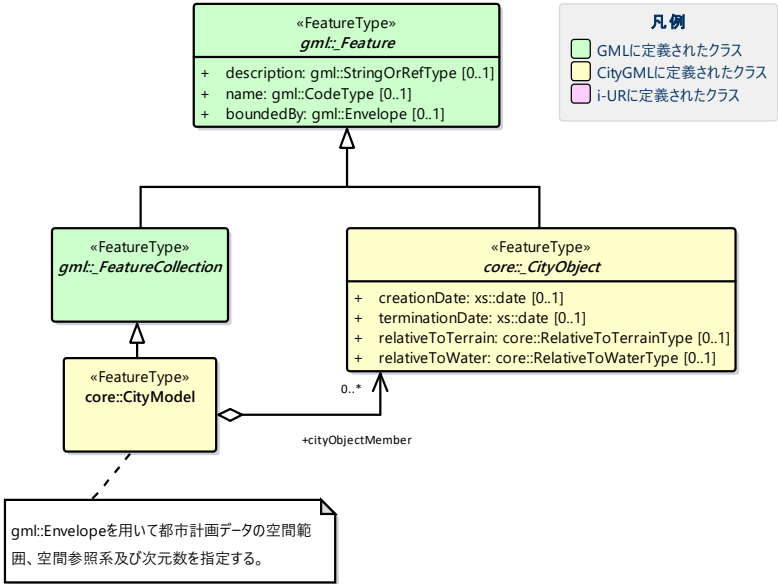 «FeatureType»
gml::_Feature
+ description: gml::StringOrRefType [0..1]
+ name: gml::CodeType [0..1]
+ boundedBy: gml::Envelope [0..1]
凡例
GMLに定義されたクラス
CityGMLに定義されたクラス
i-URに定義されたクラス
«FeatureType»
gml::_FeatureCollection
«FeatureType»
core::_CityObject
+ creationDate: xs::date [0..1]
+ terminationDate: xs::date [0..1]
+ relativeToTerrain: core::RelativeToTerrainType [0..1]
+ relativeToWater: core::RelativeToWaterType [0..1]
«FeatureType»
core::CityModel
0..*
+cityObjectMember
gml::Envelopeを用いて都市計画データの空間範
囲、空間参照系及び次元数を指定する。